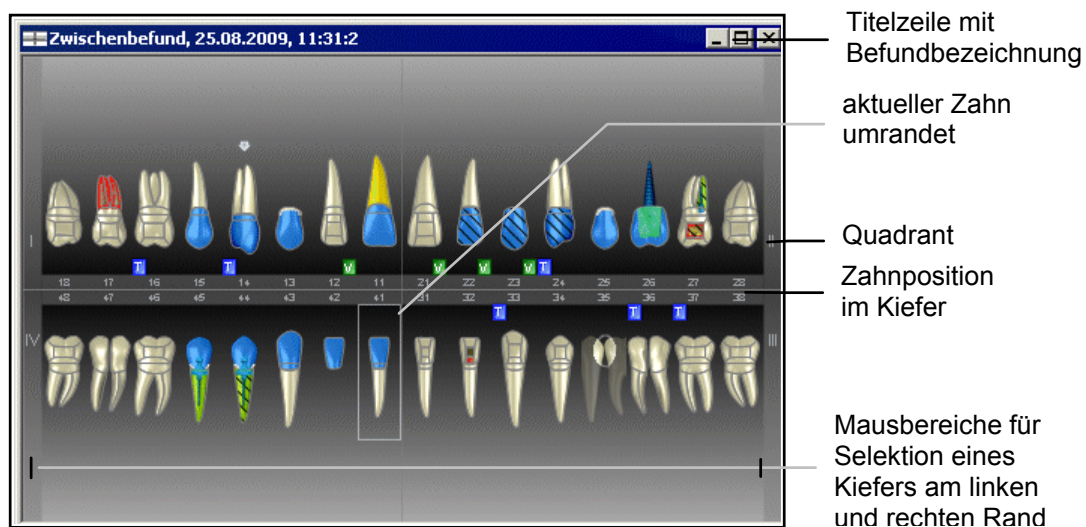 Zwischenbefund, 25.08.2009, 11:31:2
Titelzeile mit
Befundbezeichnung
aktueller Zahn
umrandet
I
II
Quadrant
T T V V V V T
18 17 16 15 14 13 12 11 21 22 23 24 25 26 27 28
48 47 46 45 44 43 42 41 31 32 33 34 35 36 37 38
Zahnposition
im Kiefer
T T T
IV
III
Mausbereiche für
Selektion eines
Kiefers am linken
und rechten Rand